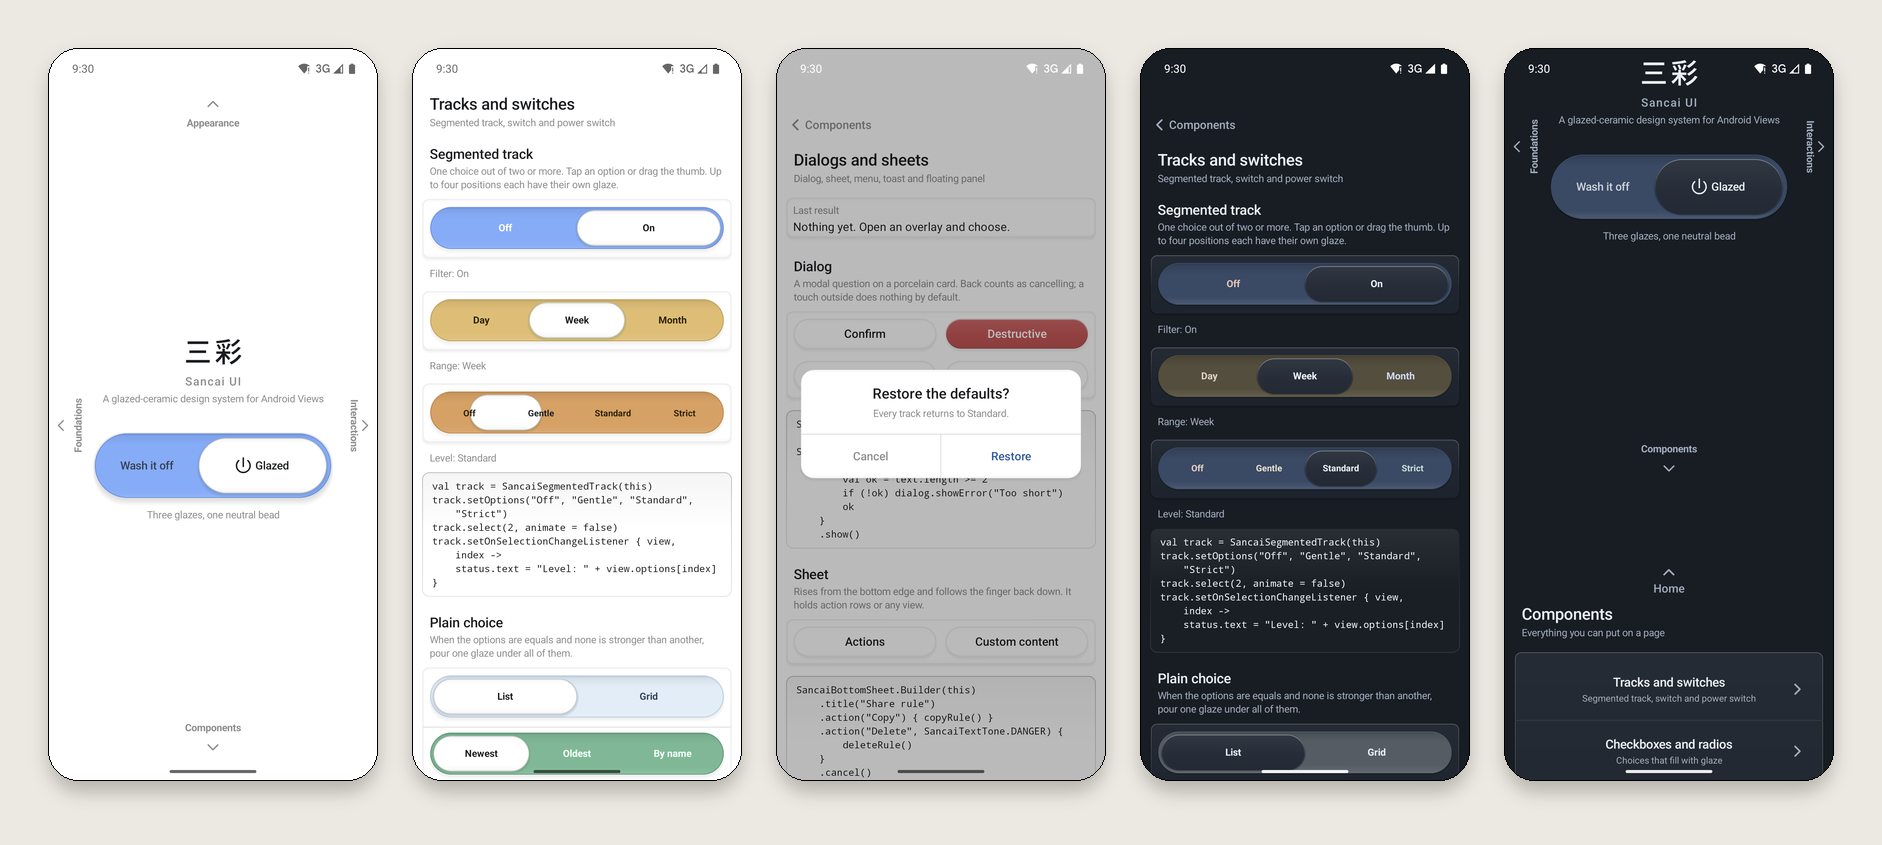 9:30
3G
Appearance
三彩
Sancai UI
A glazed-ceramic design system for Android Views
Foundations
Interactions
Wash it off
Glazed
Three glazes, one neutral bead
Components
9:30
3G
Tracks and switches
Segmented track, switch and power switch
Segmented track
One choice out of two or more. Tap an option or drag the thumb. Up
to four positions each have their own glaze.
Off On
Filter: On
Day Week Month
Range: Week
Off Gentle Standard Strict
Level: Standard
val track = SancaiSegmentedTrack(this)
track.setOptions("Off", "Gentle", "Standard",
"Strict")
track.select(2, animate = false)
track.setOnSelectionChangeListener { view,
index ->
status.text = "Level: " + view.options[index]
}
Plain choice
When the options are equals and none is stronger than another,
pour one glaze under all of them.
List Grid
Newest Oldest By name
9:30
3G
Components
Dialogs and sheets
Dialog, sheet, menu, toast and floating panel
Last result
Nothing yet. Open an overlay and choose.
Dialog
A modal question on a porcelain card. Back counts as cancelling; a
touch outside does nothing by default.
Confirm Destructive
Restore the defaults?
Every track returns to Standard.
Cancel Restore
S
S
val ok = text.length >= 2
if (!ok) dialog.showError("Too short")
ok
}
.show()
Sheet
Rises from the bottom edge and follows the finger back down. It
holds action rows or any view.
Actions Custom content
SancaiBottomSheet.Builder(this)
.title("Share rule")
.action("Copy") { copyRule() }
.action("Delete", SancaiTextTone.DANGER) {
deleteRule()
}
.cancel()
9:30
3G
Components
Tracks and switches
Segmented track, switch and power switch
Segmented track
One choice out of two or more. Tap an option or drag the thumb. Up
to four positions each have their own glaze.
Off On
Filter: On
Day Week Month
Range: Week
Off Gentle Standard Strict
Level: Standard
val track = SancaiSegmentedTrack(this)
track.setOptions("Off", "Gentle", "Standard",
"Strict")
track.select(2, animate = false)
track.setOnSelectionChangeListener { view,
index ->
status.text = "Level: " + view.options[index]
}
Plain choice
When the options are equals and none is stronger than another,
pour one glaze under all of them.
List Grid
9:30
3G
三彩
Sancai UI
A glazed-ceramic design system for Android Views
Foundations
Interactions
Wash it off
Glazed
Three glazes, one neutral bead
Components
Home
Components
Everything you can put on a page
Tracks and switches
Segmented track, switch and power switch
Checkboxes and radios
Choices that fill with glaze